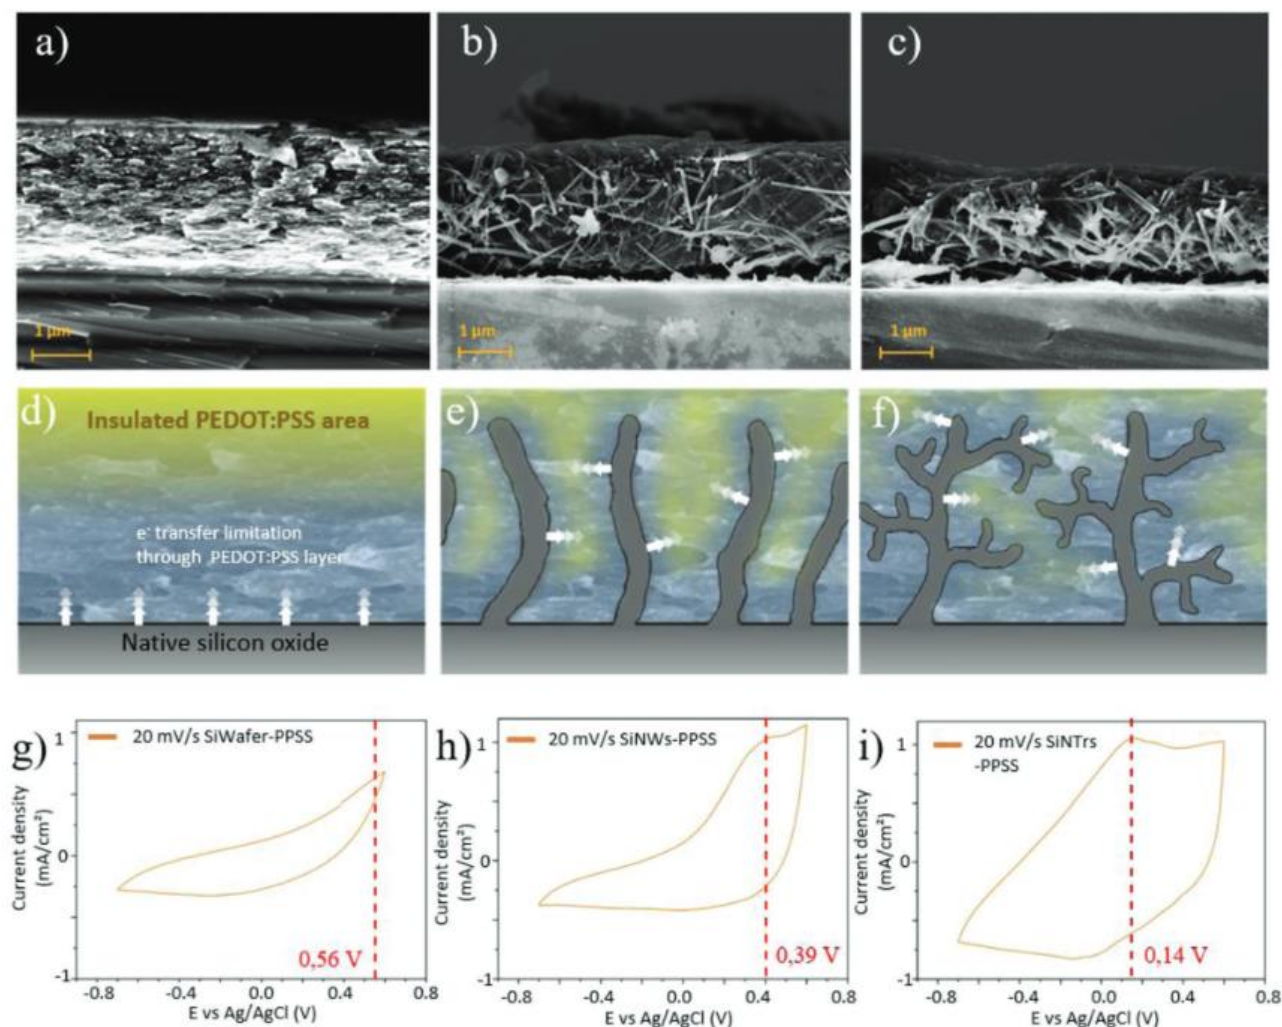 a)
b)
c)
1 µm
1 µm
1 µm
d)
Insulated PEDOT:PSS area
e⁻ transfer limitation
through PEDOT:PSS layer
Native silicon oxide
e)
f)
g)
20 mV/s SiWafer-PPSS
Current density
(mA/cm²)
1
0
-1
0,56 V
-0.8
-0.4
0.0
0.4
0.8
E vs Ag/AgCl (V)
h)
20 mV/s SiNWs-PPSS
Current density
(mA/cm²)
1
0
-1
0,39 V
-0.8
-0.4
0.0
0.4
0.8
E vs Ag/AgCl (V)
i)
20 mV/s SiNTrs
-PPSS
Current density
(mA/cm²)
1
0
-1
0,14 V
-0.8
-0.4
0.0
0.4
0.8
E vs Ag/AgCl (V)